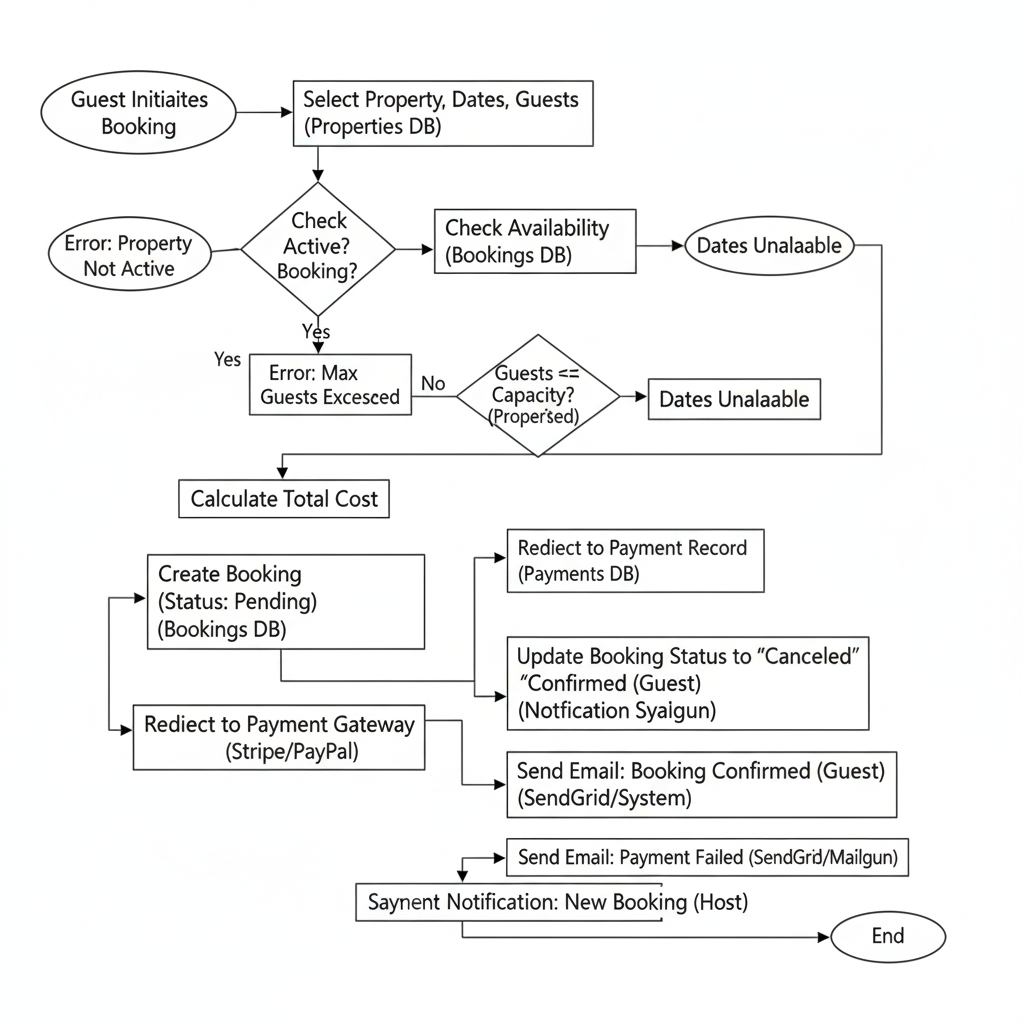 Guest Initiaites
Booking
Select Property, Dates, Guests
(Properties DB)
Check
Active?
Booking?
Error: Property
Not Active
Check Availability
(Bookings DB)
Dates Unalaable
Yes
Yes
Error: Max
Guests Excesced
No
Guests <=
Capacity?
(Properised)
Dates Unalaable
Calculate Total Cost
Create Booking
(Status: Pending)
(Bookings DB)
Rediect to Payment Record
(Payments DB)
Update Booking Status to “Canceled”
“Confirmed (Guest)
(Notfication Syalgun)
Rediect to Payment Gateway
(Stripe/PayPal)
Send Email: Booking Confirmed (Guest)
(SendGrid/System)
Send Email: Payment Failed (SendGrid/Mailgun)
Saynent Notification: New Booking (Host)
End